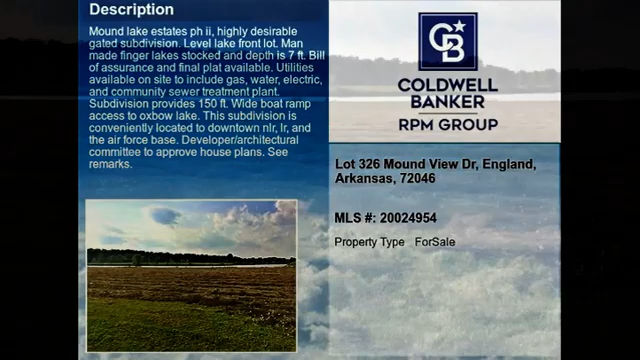 Description
Mound lake estates ph ii, highly desirable
gated subdivision. Level lake front lot. Man
made finger lakes stocked and depth is 7 ft. Bill
of assurance and final plat available. Utilities
available on site to include gas, water, electric,
and community sewer treatment plant.
Subdivision provides 150 ft. Wide boat ramp
access to oxbow lake. This subdivision is
conveniently located to downtown nlr, lr, and
the air force base. Developer/architectural
committee to approve house plans. See
remarks.
CB
COLDWELL
BANKER
RPM GROUP
Lot 326 Mound View Dr, England,
Arkansas, 72046
MLS #: 20024954
Property Type ForSale